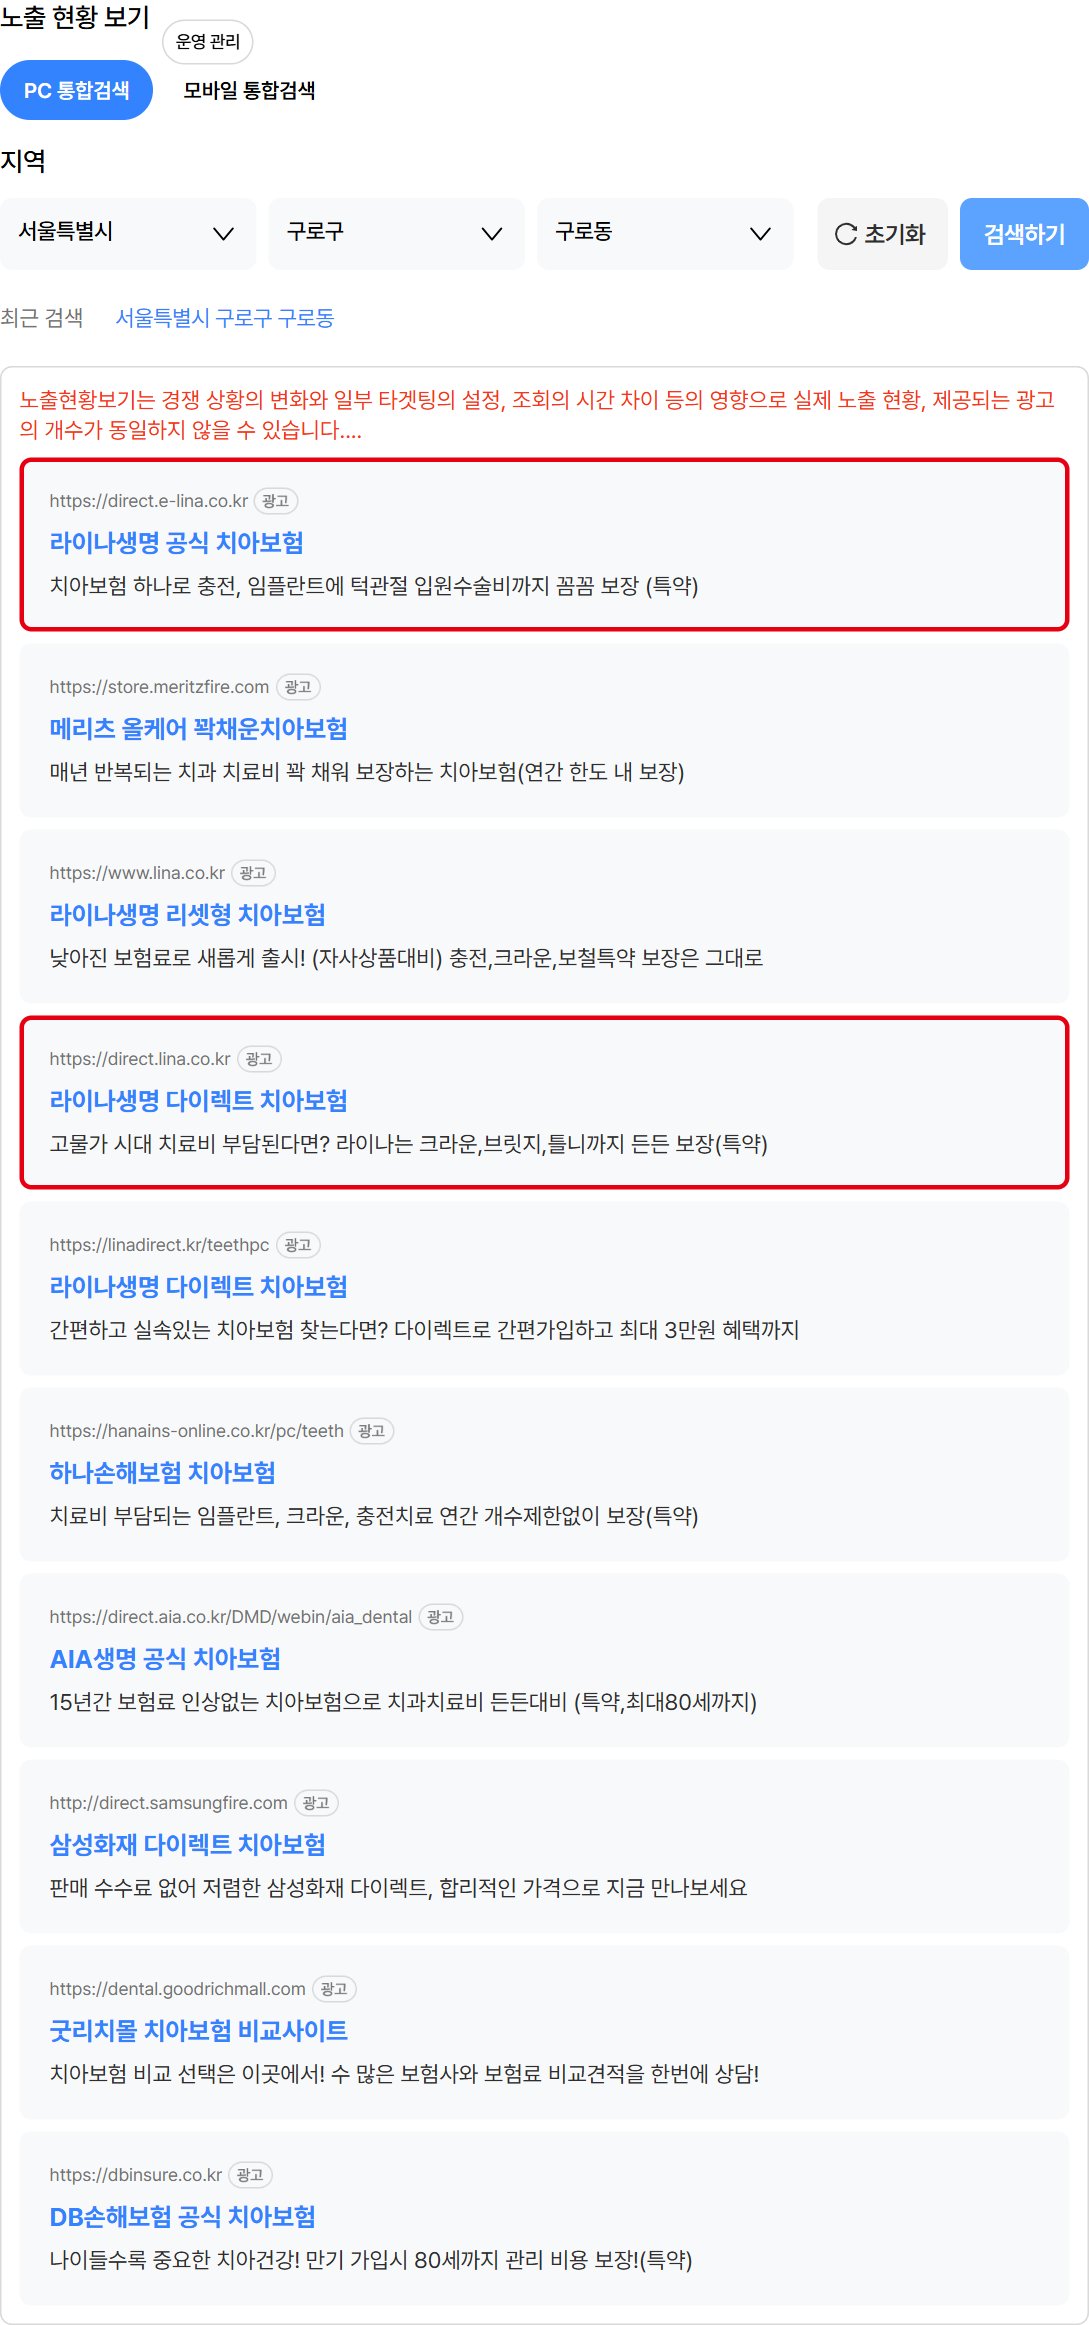 노출 현황 보기
운영 관리
PC 통합검색 모바일 통합검색
지역
서울특별시 구로구 구로동 초기화 검색하기
최근 검색 서울특별시 구로구 구로동
노출현황보기는 경쟁 상황의 변화와 일부 타겟팅의 설정, 조회의 시간 차이 등의 영향으로 실제 노출 현황, 제공되는 광고
의 개수가 동일하지 않을 수 있습니다....
https://direct.e-lina.co.kr 광고
라이나생명 공식 치아보험
치아보험 하나로 충전, 임플란트에 턱관절 입원수술비까지 꼼꼼 보장 (특약)
https://store.meritzfire.com 광고
메리츠 올케어 꽉채운치아보험
매년 반복되는 치과 치료비 꽉 채워 보장하는 치아보험(연간 한도 내 보장)
https://www.lina.co.kr 광고
라이나생명 리셋형 치아보험
낮아진 보험료로 새롭게 출시! (자사상품대비) 충전,크라운,보철특약 보장은 그대로
https://direct.lina.co.kr 광고
라이나생명 다이렉트 치아보험
고물가 시대 치료비 부담된다면? 라이나는 크라운,브릿지,틀니까지 든든 보장(특약)
https://linadirect.kr/teethpc 광고
라이나생명 다이렉트 치아보험
간편하고 실속있는 치아보험 찾는다면? 다이렉트로 간편가입하고 최대 3만원 혜택까지
https://hanains-online.co.kr/pc/teeth 광고
하나손해보험 치아보험
치료비 부담되는 임플란트, 크라운, 충전치료 연간 개수제한없이 보장(특약)
https://direct.aia.co.kr/DMD/webin/aia_dental 광고
AIA생명 공식 치아보험
15년간 보험료 인상없는 치아보험으로 치과치료비 든든대비 (특약,최대80세까지)
http://direct.samsungfire.com 광고
삼성화재 다이렉트 치아보험
판매 수수료 없어 저렴한 삼성화재 다이렉트, 합리적인 가격으로 지금 만나보세요
https://dental.goodrichmall.com 광고
굿리치몰 치아보험 비교사이트
치아보험 비교 선택은 이곳에서! 수 많은 보험사와 보험료 비교견적을 한번에 상담!
https://dbinsure.co.kr 광고
DB손해보험 공식 치아보험
나이들수록 중요한 치아건강! 만기 가입시 80세까지 관리 비용 보장!(특약)